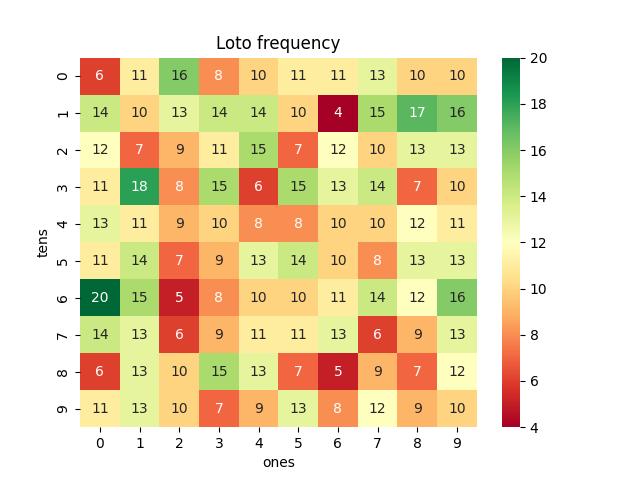 Loto frequency
0 6 11 16 8 10 11 11 13 10 10
1 14 10 13 14 14 10 4 15 17 16
2 12 7 9 11 15 7 12 10 13 13
3 11 18 8 15 6 15 13 14 7 10
4 13 11 9 10 8 8 10 10 12 11
5 11 14 7 9 13 14 10 8 13 13
6 20 15 5 8 10 10 11 14 12 16
7 14 13 6 9 11 11 13 6 9 13
8 6 13 10 15 13 7 5 9 7 12
9 11 13 10 7 9 13 8 12 9 10
0 1 2 3 4 5 6 7 8 9
tens
ones
20
18
16
14
12
10
8
6
4